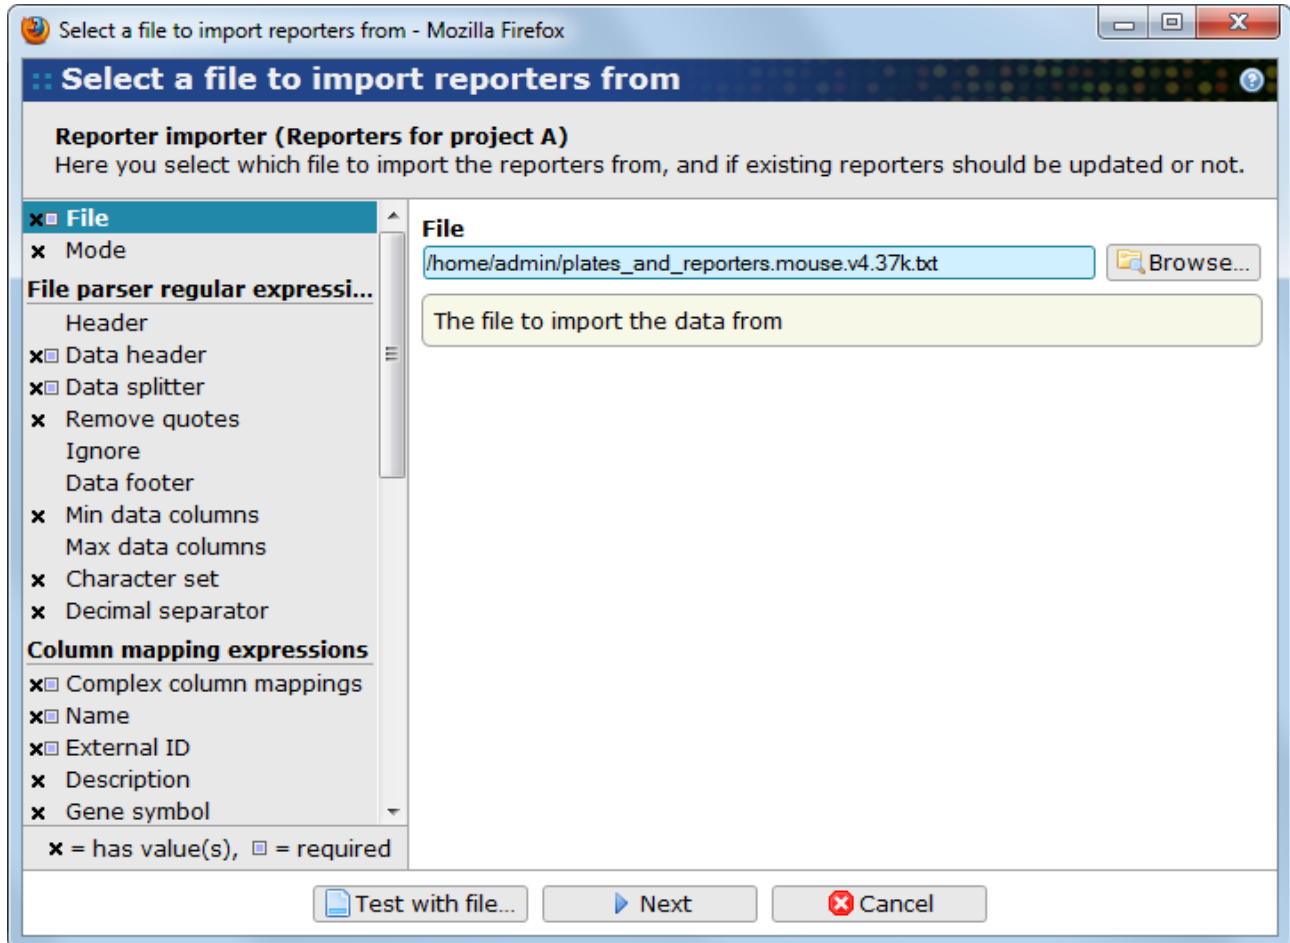 Select a file to import reporters from - Mozilla Firefox
:: Select a file to import reporters from
Reporter importer (Reporters for project A)
Here you select which file to import the reporters from, and if existing reporters should be updated or not.
x File
x Mode
File parser regular expressi...
Header
x Data header
x Data splitter
x Remove quotes
Ignore
Data footer
x Min data columns
Max data columns
x Character set
x Decimal separator
Column mapping expressions
x Complex column mappings
x Name
x External ID
x Description
x Gene symbol
x = has value(s), = required
File
/home/admin/plates_and_reporters.mouse.v4.37k.txt
Browse...
The file to import the data from
Test with file...
Next
Cancel